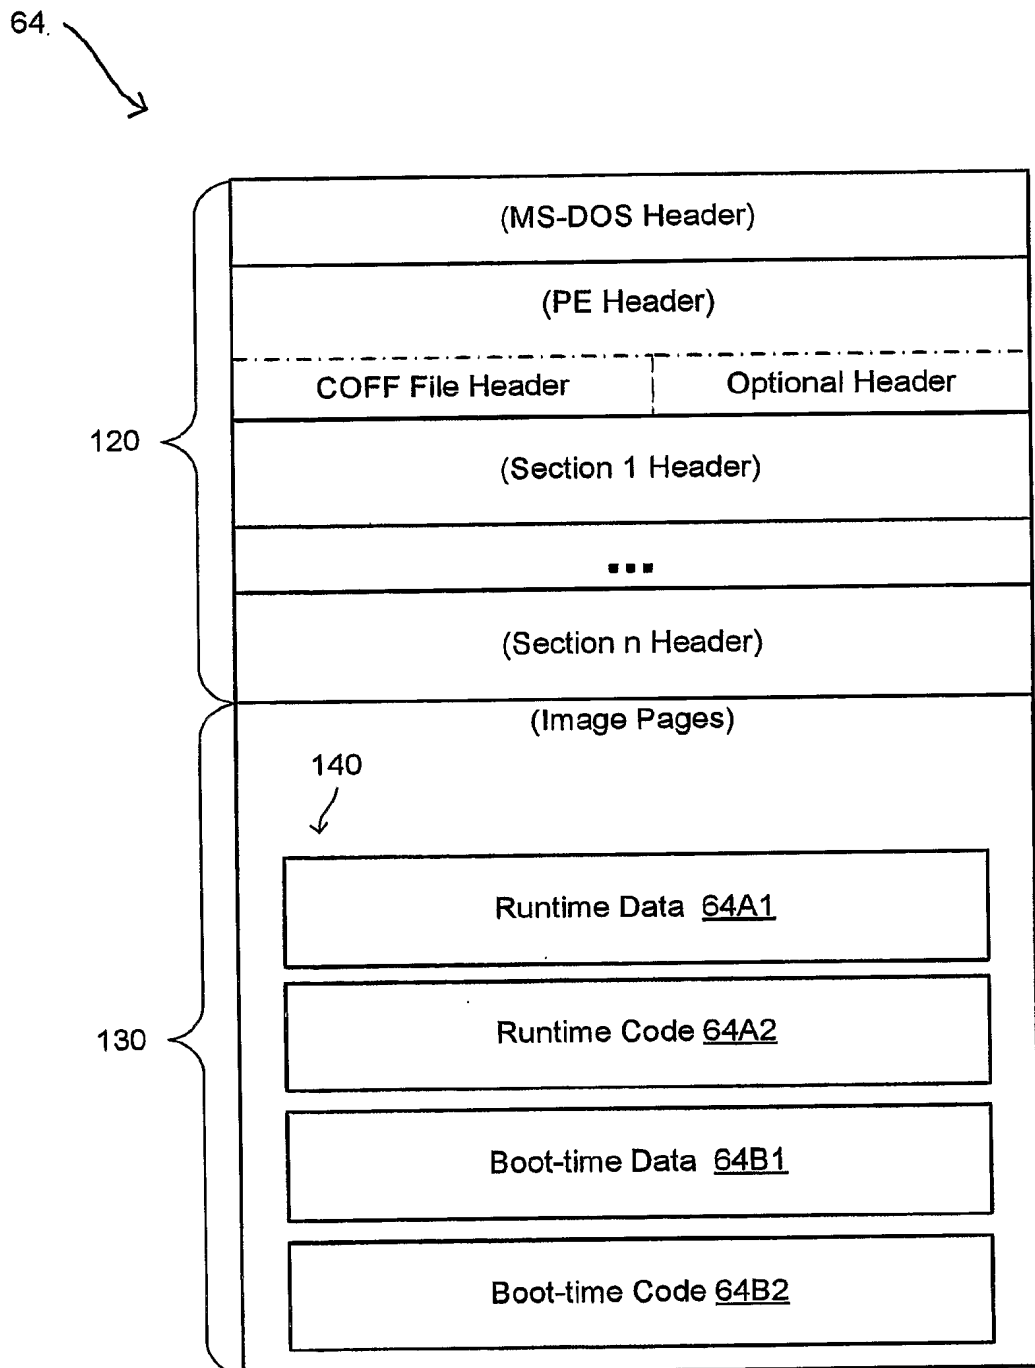 64.
(MS-DOS Header)
(PE Header)
COFF File Header Optional Header
120
(Section 1 Header)
...
(Section n Header)
(Image Pages)
140
Runtime Data 64A1
Runtime Code 64A2
130
Boot-time Data 64B1
Boot-time Code 64B2